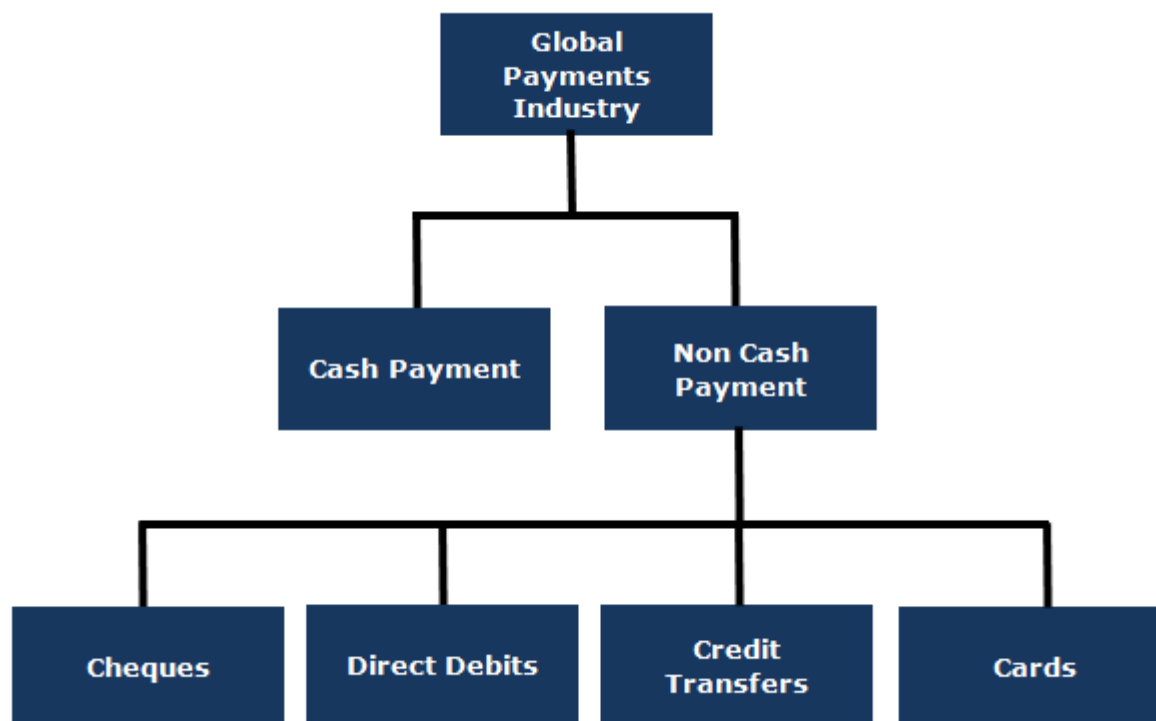 Global
Payments
Industry
Cash Payment
Non Cash
Payment
Cheques
Direct Debits
Credit
Transfers
Cards